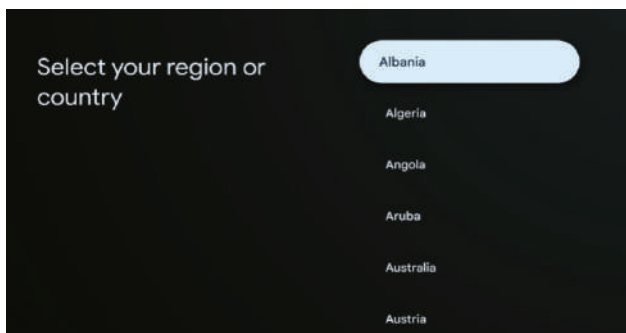 Select your region or
country
Albania
Algeria
Angola
Aruba
Australia
Austria